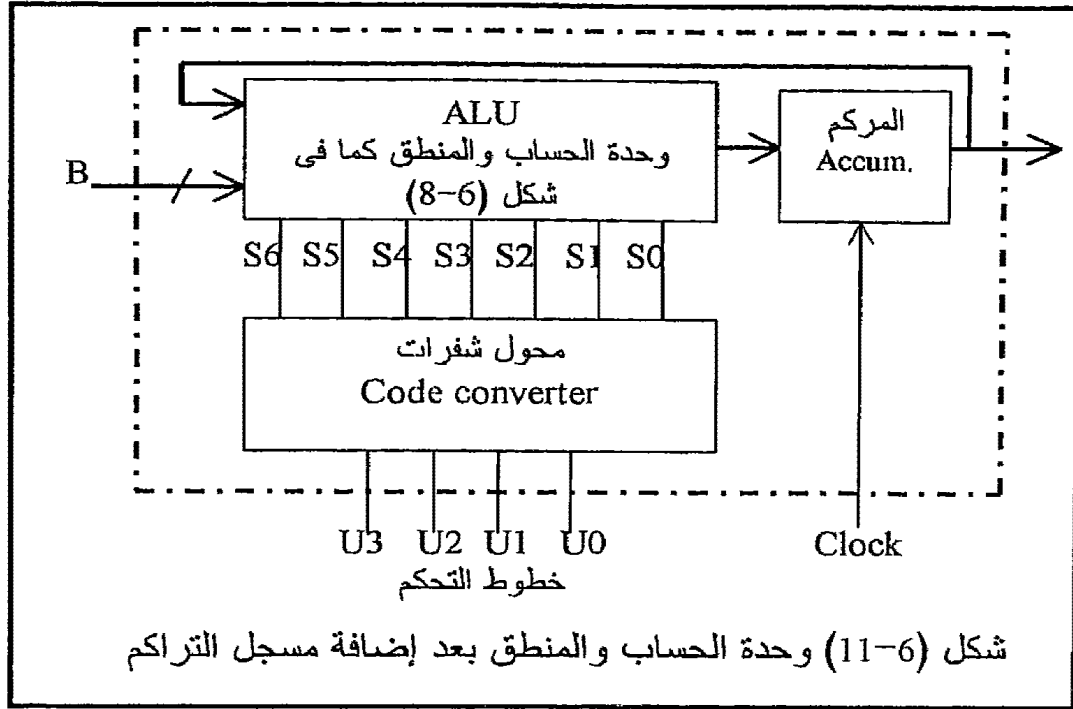 ALU
وحدة الحساب والمنطق كما فى
شكل (6-8)
المركم
Accum.
B
S6 S5 S4 S3 S2 S1 S0
محول شفرات
Code converter
U3 U2 U1 U0
Clock
خطوط التحكم
شكل (6-11) وحدة الحساب والمنطق بعد إضافة مسجل التراكم